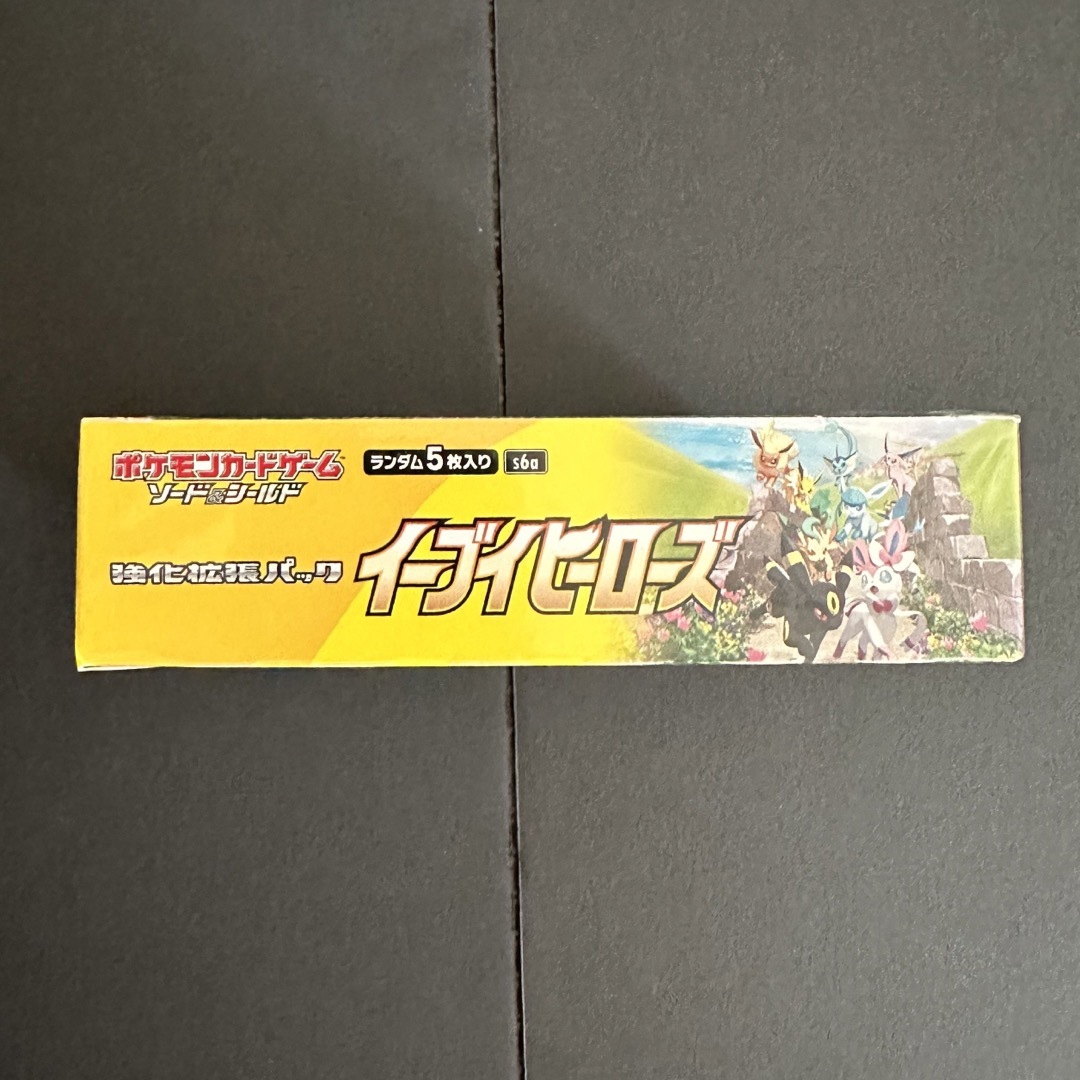 ポケモンカードゲーム
ソード&シールド
ランダム5枚入り s6a
強化拡張パック
イーブイヒーローズ